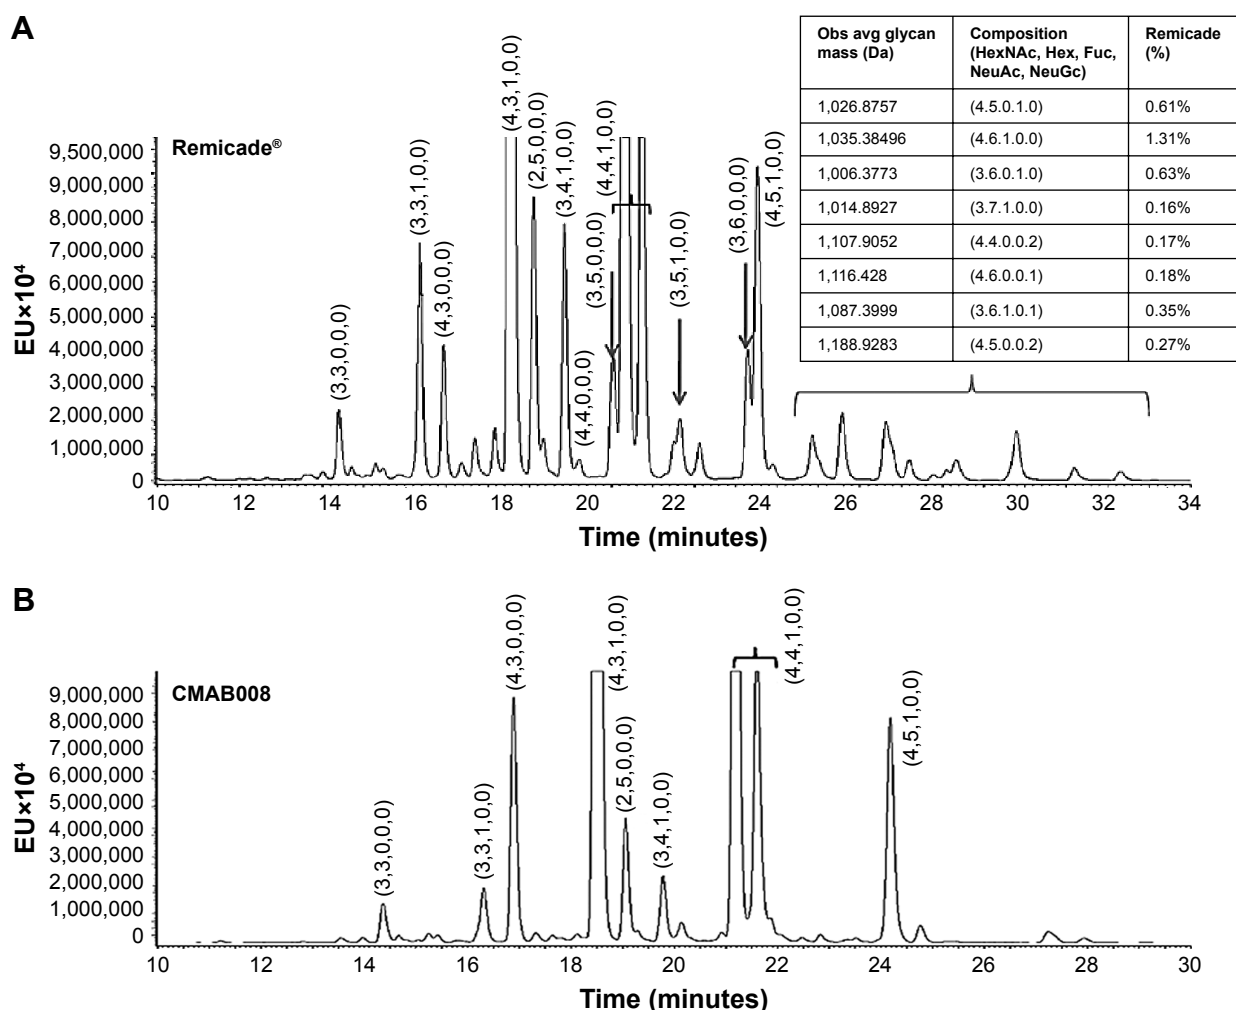 A
Remicade®
EU×10⁴
9,500,000
9,000,000
8,000,000
7,000,000
6,000,000
5,000,000
4,000,000
3,000,000
2,000,000
1,000,000
0
(3,3,0,0,0)
(3,3,1,0,0)
(4,3,0,0,0)
(4,3,1,0,0)
(2,5,0,0,0)
(3,4,1,0,0)
(4,4,0,0,0)
(3,5,0,0,0)
(4,4,1,0,0)
(3,5,1,0,0)
(3,6,0,0,0)
(4,5,1,0,0)
Obs avg glycan mass (Da) Composition (HexNAc, Hex, Fuc, NeuAc, NeuGc) Remicade (%)
1,026.8757 (4.5.0.1.0) 0.61%
1,035.38496 (4.6.1.0.0) 1.31%
1,006.3773 (3.6.0.1.0) 0.63%
1,014.8927 (3.7.1.0.0) 0.16%
1,107.9052 (4.4.0.0.2) 0.17%
1,116.428 (4.6.0.0.1) 0.18%
1,087.3999 (3.6.1.0.1) 0.35%
1,188.9283 (4.5.0.0.2) 0.27%
10 12 14 16 18 20 22 24 26 28 30 32 34
Time (minutes)
B
CMAB008
EU×10⁴
9,000,000
8,000,000
7,000,000
6,000,000
5,000,000
4,000,000
3,000,000
2,000,000
1,000,000
0
(3,3,0,0,0)
(3,3,1,0,0)
(4,3,0,0,0)
(4,3,1,0,0)
(2,5,0,0,0)
(3,4,1,0,0)
(4,4,1,0,0)
(4,5,1,0,0)
10 12 14 16 18 20 22 24 26 28 30
Time (minutes)